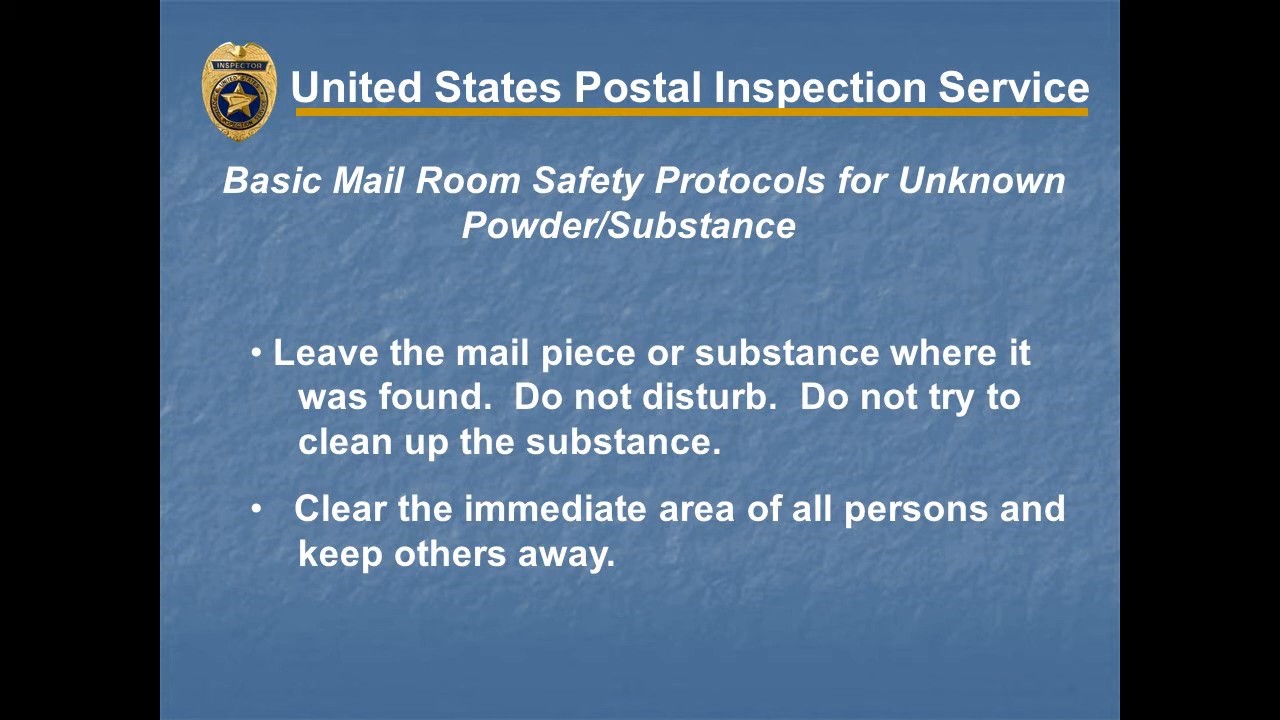 INSPECTOR
United States Postal Inspection Service
Basic Mail Room Safety Protocols for Unknown
Powder/Substance
• Leave the mail piece or substance where it
was found.  Do not disturb.  Do not try to
clean up the substance.
•   Clear the immediate area of all persons and
keep others away.